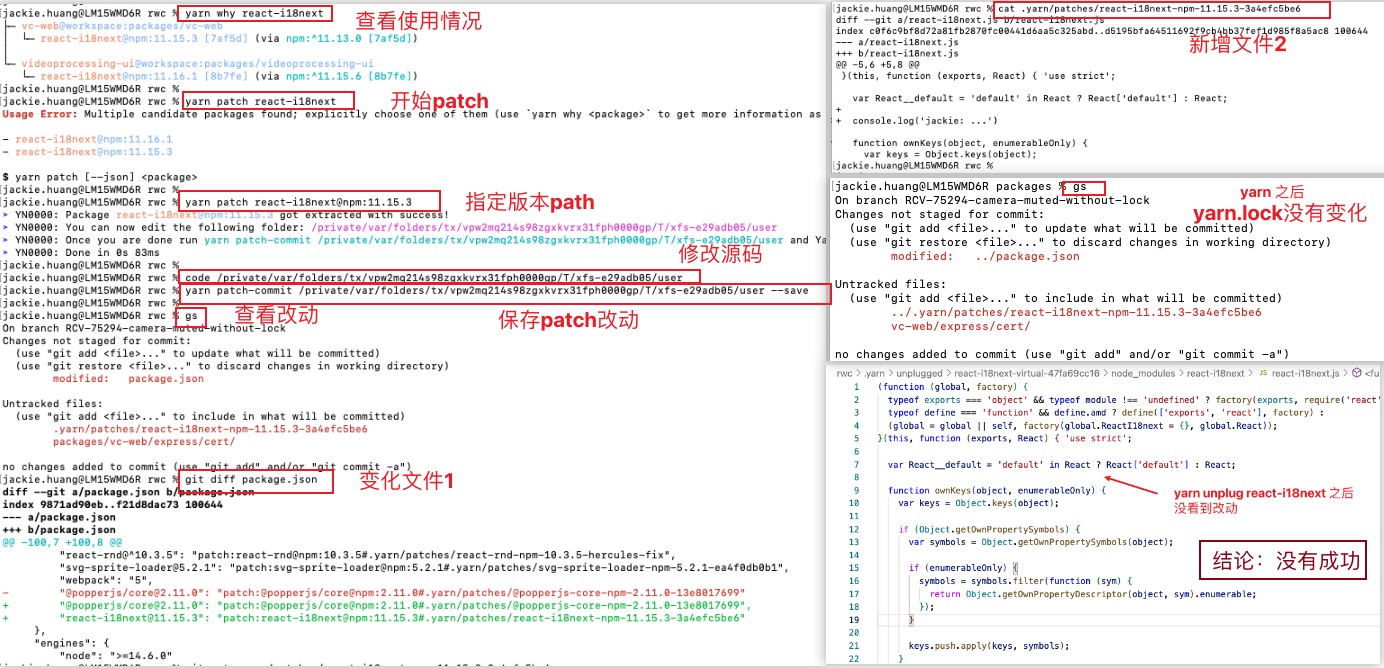 jackie.huang@LM15WMD6R rwc % yarn why react-i18next
查看使用情况
├─ vc-web@workspace:packages/vc-web
│  └─ react-i18next@npm:11.15.3 [7af5d] (via npm:^11.13.0 [7af5d])
│
└─ videoprocessing-ui@workspace:packages/videoprocessing-ui
   └─ react-i18next@npm:11.16.1 [8b7fe] (via npm:^11.15.6 [8b7fe])
jackie.huang@LM15WMD6R rwc %
jackie.huang@LM15WMD6R rwc % yarn patch react-i18next
开始patch
Usage Error: Multiple candidate packages found; explicitly choose one of them (use `yarn why <package>` to get more information as
- react-i18next@npm:11.16.1
- react-i18next@npm:11.15.3
$ yarn patch [--json] <package>
jackie.huang@LM15WMD6R rwc %
jackie.huang@LM15WMD6R rwc % yarn patch react-i18next@npm:11.15.3
指定版本path
➤ YN0000: Package react-i18next@npm:11.15.3 got extracted with success!
➤ YN0000: You can now edit the following folder: /private/var/folders/tx/vpw2mq214s98zgxkvrx31fph0000gp/T/xfs-e29adb05/user
➤ YN0000: Once you are done run yarn patch-commit /private/var/folders/tx/vpw2mq214s98zgxkvrx31fph0000gp/T/xfs-e29adb05/user and Ya
➤ YN0000: Done in 0s 83ms
修改源码
jackie.huang@LM15WMD6R rwc %
jackie.huang@LM15WMD6R rwc % code /private/var/folders/tx/vpw2mq214s98zgxkvrx31fph0000gp/T/xfs-e29adb05/user
jackie.huang@LM15WMD6R rwc % yarn patch-commit /private/var/folders/tx/vpw2mq214s98zgxkvrx31fph0000gp/T/xfs-e29adb05/user --save
jackie.huang@LM15WMD6R rwc %
jackie.huang@LM15WMD6R rwc % gs
查看改动
保存patch改动
On branch RCV-75294-camera-muted-without-lock
Changes not staged for commit:
  (use "git add <file>..." to update what will be committed)
  (use "git restore <file>..." to discard changes in working directory)
        modified:   package.json
Untracked files:
  (use "git add <file>..." to include in what will be committed)
        .yarn/patches/react-i18next-npm-11.15.3-3a4efc5be6
        packages/vc-web/express/cert/
no changes added to commit (use "git add" and/or "git commit -a")
jackie.huang@LM15WMD6R rwc % git diff package.json
变化文件1
diff --git a/package.json b/package.json
index 9871ad90eb..f21d8dac73 100644
--- a/package.json
+++ b/package.json
@@ -100,7 +100,8 @@
         "react-rnd@^10.3.5": "patch:react-rnd@npm:10.3.5#.yarn/patches/react-rnd-npm-10.3.5-hercules-fix",
         "svg-sprite-loader@5.2.1": "patch:svg-sprite-loader@npm:5.2.1#.yarn/patches/svg-sprite-loader-npm-5.2.1-ea4f0db0b1",
         "webpack": "5",
-        "@popperjs/core@2.11.0": "patch:@popperjs/core@npm:2.11.0#.yarn/patches/@popperjs-core-npm-2.11.0-13e8017699"
+        "@popperjs/core@2.11.0": "patch:@popperjs/core@npm:2.11.0#.yarn/patches/@popperjs-core-npm-2.11.0-13e8017699",
+        "react-i18next@11.15.3": "patch:react-i18next@npm:11.15.3#.yarn/patches/react-i18next-npm-11.15.3-3a4efc5be6"
     },
     "engines": {
         "node": ">=14.6.0"
jackie.huang@LM15WMD6R rwc % cat .yarn/patches/react-i18next-npm-11.15.3-3a4efc5be6
diff --git a/react-i18next.js b/react-i18next.js
index c0f6c9bf8d72a81fb2870fc00441d6aa5c325abd..d5195bfa64511692f9cb4bb37fef1d985f8a5ac8 100644
新增文件2
--- a/react-i18next.js
+++ b/react-i18next.js
@@ -5,6 +5,8 @@
 }(this, function (exports, React) { 'use strict';
   var React__default = 'default' in React ? React['default'] : React;
+
+  console.log('jackie: ...')
   function ownKeys(object, enumerableOnly) {
     var keys = Object.keys(object);
jackie.huang@LM15WMD6R rwc %
jackie.huang@LM15WMD6R packages % gs
yarn 之后
yarn.lock没有变化
On branch RCV-75294-camera-muted-without-lock
Changes not staged for commit:
  (use "git add <file>..." to update what will be committed)
  (use "git restore <file>..." to discard changes in working directory)
        modified:   ../package.json
Untracked files:
  (use "git add <file>..." to include in what will be committed)
        ../.yarn/patches/react-i18next-npm-11.15.3-3a4efc5be6
        vc-web/express/cert/
no changes added to commit (use "git add" and/or "git commit -a")
rwc > .yarn > unplugged > react-i18next-virtual-47fa69cc16 > node_modules > react-i18next > JS react-i18next.js > <fu
1 (function (global, factory) {
2   typeof exports === 'object' && typeof module !== 'undefined' ? factory(exports, require('react'
3   typeof define === 'function' && define.amd ? define(['exports', 'react'], factory) :
4   (global = global || self, factory(global.ReactI18next = {}, global.React));
5 }(this, function (exports, React) { 'use strict';
6
7   var React__default = 'default' in React ? React['default'] : React;
8
9   function ownKeys(object, enumerableOnly) {
10     var keys = Object.keys(object);
11
12     if (Object.getOwnPropertySymbols) {
13       var symbols = Object.getOwnPropertySymbols(object);
14
15       if (enumerableOnly) {
16         symbols = symbols.filter(function (sym) {
17           return Object.getOwnPropertyDescriptor(object, sym).enumerable;
18         });
19       }
20
21       keys.push.apply(keys, symbols);
22     }
yarn unplug react-i18next 之后
没看到改动
结论：没有成功